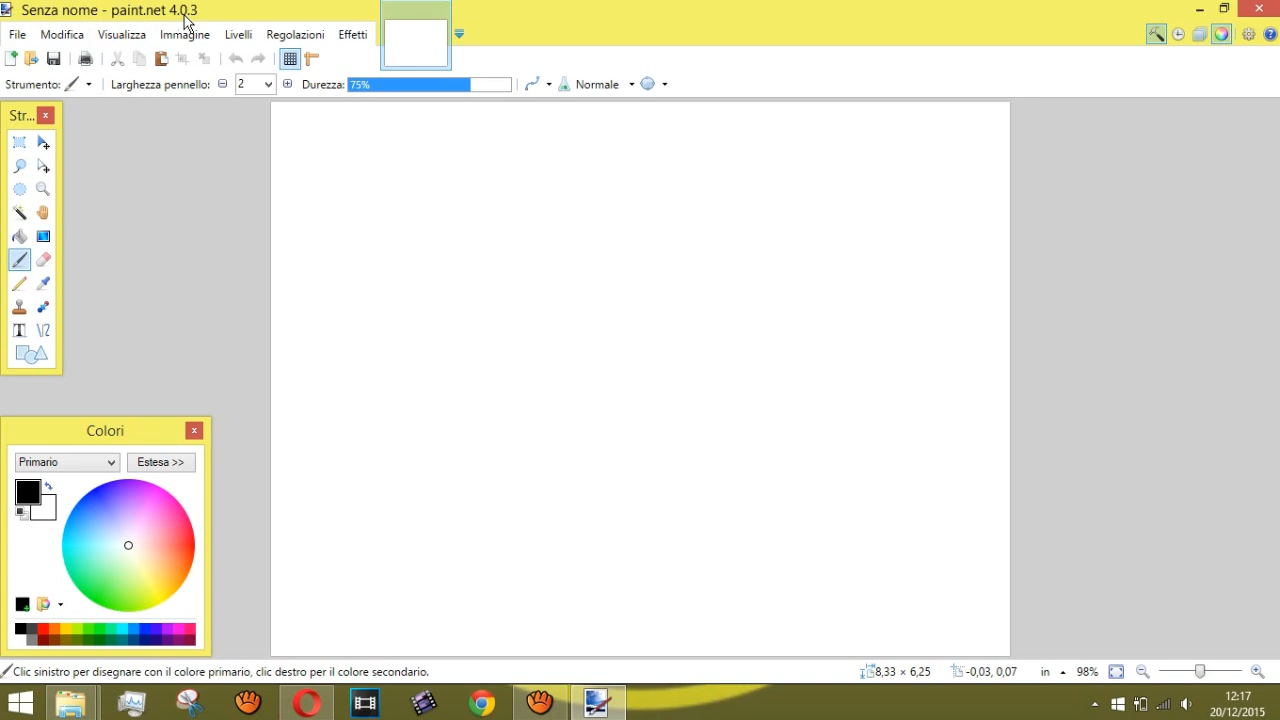 Senza nome - paint.net 4.0.3
File Modifica Visualizza Immagine Livelli Regolazioni Effetti
Strumento: Larghezza pennello: 2 Durezza: 75% Normale
Str...
Colori
Primario Estesa >>
Clic sinistro per disegnare con il colore primario, clic destro per il colore secondario. 8,33 × 6,25 -0,03, 0,07 in 98%
12:17
20/12/2015